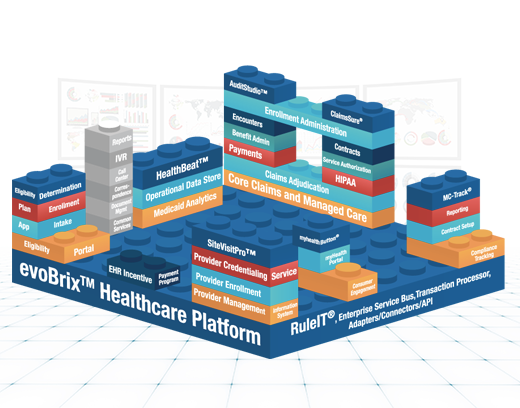 AuditStudio™
Enrollment Administration
ClaimsSure®
Encounters
Contracts
Benefit Admin
Service Authorization
Payments
HIPAA
Claims Adjudication
Core Claims and Managed Care
Reports
IVR
Call
Center
Corres-
pondence
Document
Mgmt
Common
Services
HealthBeat™
Operational Data Store
Medicaid Analytics
Eligibility Determination
Plan Enrollment
App Intake
Eligibility Portal
MC-Track®
Reporting
Contract Setup
Compliance
Tracking
SiteVisitPro™
Provider Credentialing Service
Provider Enrollment
Provider Management
Information
System
myhealthButton®
myhealth
Portal
Consumer
Engagement
EHR Incentive
Payment
Program
evoBrix™ Healthcare Platform
RuleIT®, Enterprise Service Bus, Transaction Processor,
Adapters/Connectors/API